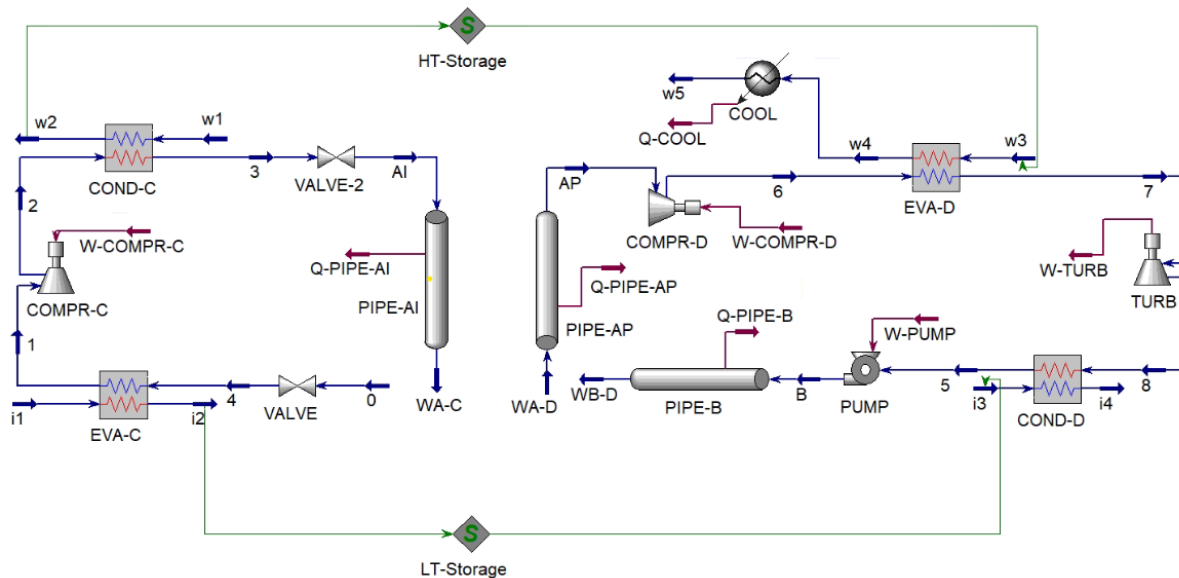 S
HT-Storage
w5
COOL
Q-COOL
w2
w1
w4
w3
COND-C
3
VALVE-2
AI
AP
6
EVA-D
7
2
W-COMPR-C
COMPR-D
W-COMPR-D
Q-PIPE-AI
Q-PIPE-AP
W-TURB
COMPR-C
PIPE-AI
PIPE-AP
Q-PIPE-B
W-PUMP
TURB
1
4
0
5
8
i1
i2
VALVE
WA-C
WA-D
WB-D
B
PUMP
i3
i4
EVA-C
PIPE-B
COND-D
S
LT-Storage